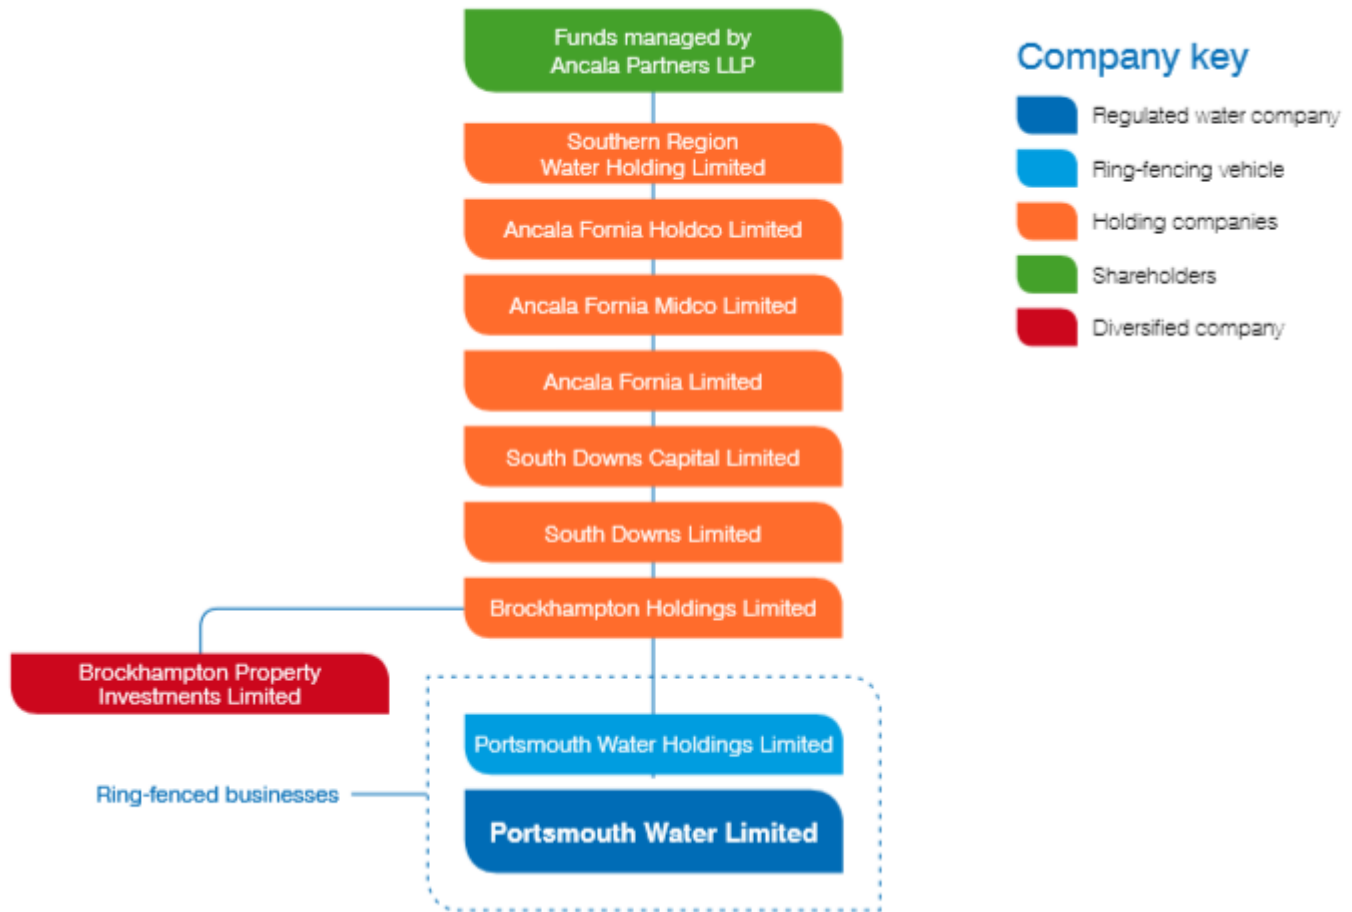 Funds managed by
Ancala Partners LLP
Southern Region
Water Holding Limited
Ancala Fornia Holdco Limited
Ancala Fornia Midco Limited
Ancala Fornia Limited
South Downs Capital Limited
South Downs Limited
Brockhampton Holdings Limited
Brockhampton Property
Investments Limited
Portsmouth Water Holdings Limited
Ring-fenced businesses
Portsmouth Water Limited
Company key
Regulated water company
Ring-fencing vehicle
Holding companies
Shareholders
Diversified company